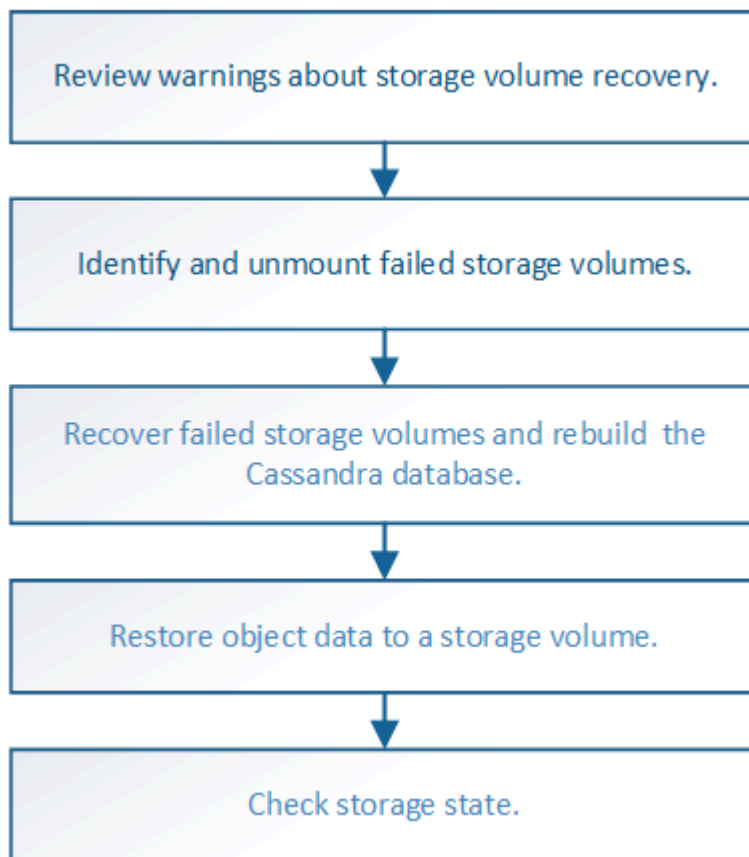 Review warnings about storage volume recovery.
Identify and unmount failed storage volumes.
Recover failed storage volumes and rebuild the
Cassandra database.
Restore object data to a storage volume.
Check storage state.